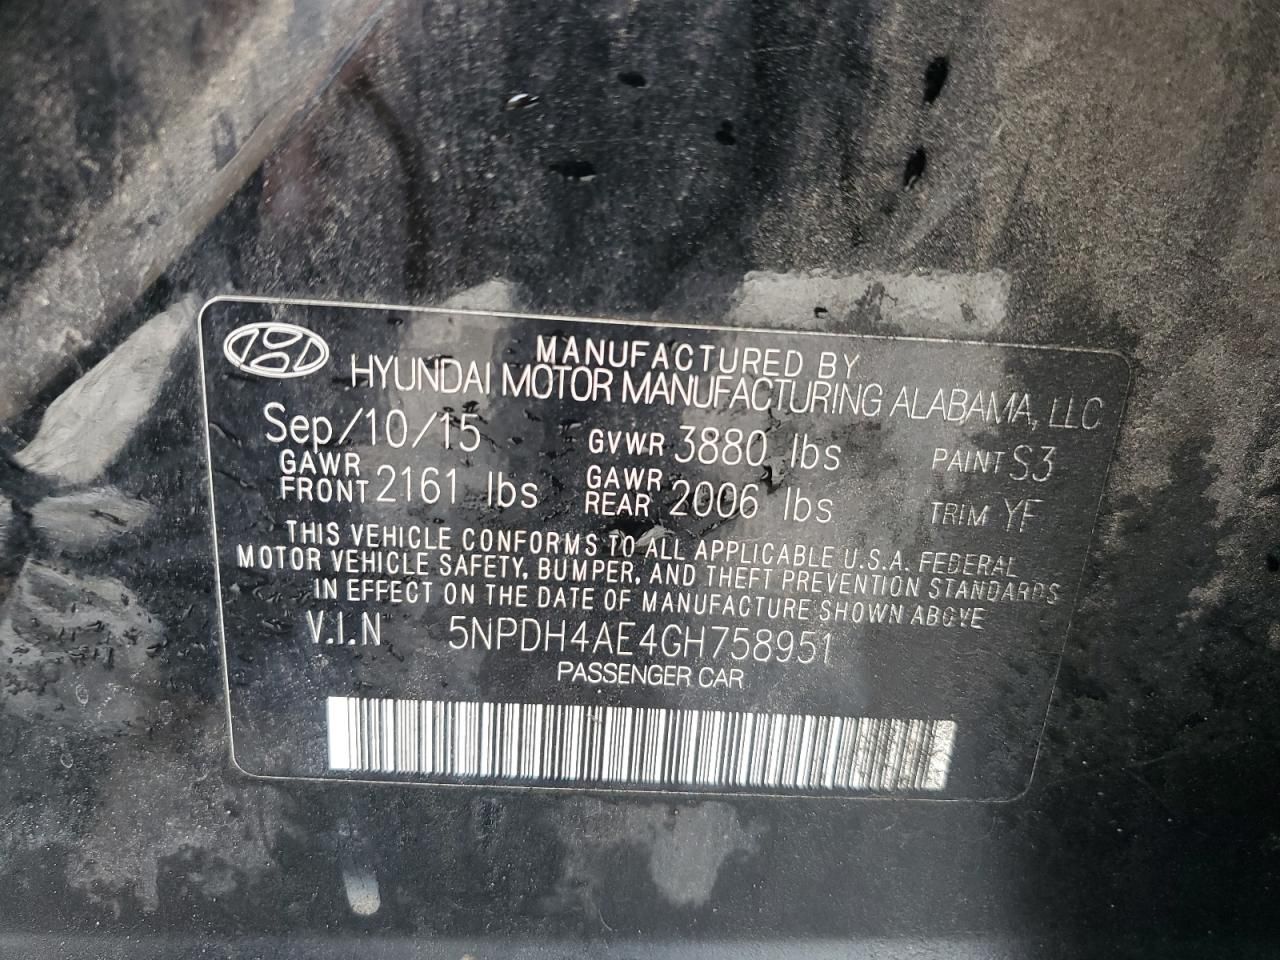 MANUFACTURED BY
HYUNDAI MOTOR MANUFACTURING ALABAMA, LLC
Sep/10/15 GVWR 3880 lbs PAINT S3
GAWR FRONT 2161 lbs GAWR REAR 2006 lbs TRIM YF
THIS VEHICLE CONFORMS TO ALL APPLICABLE U.S.A. FEDERAL
MOTOR VEHICLE SAFETY, BUMPER, AND THEFT PREVENTION STANDARDS
IN EFFECT ON THE DATE OF MANUFACTURE SHOWN ABOVE
V.I.N 5NPDH4AE4GH758951
PASSENGER CAR